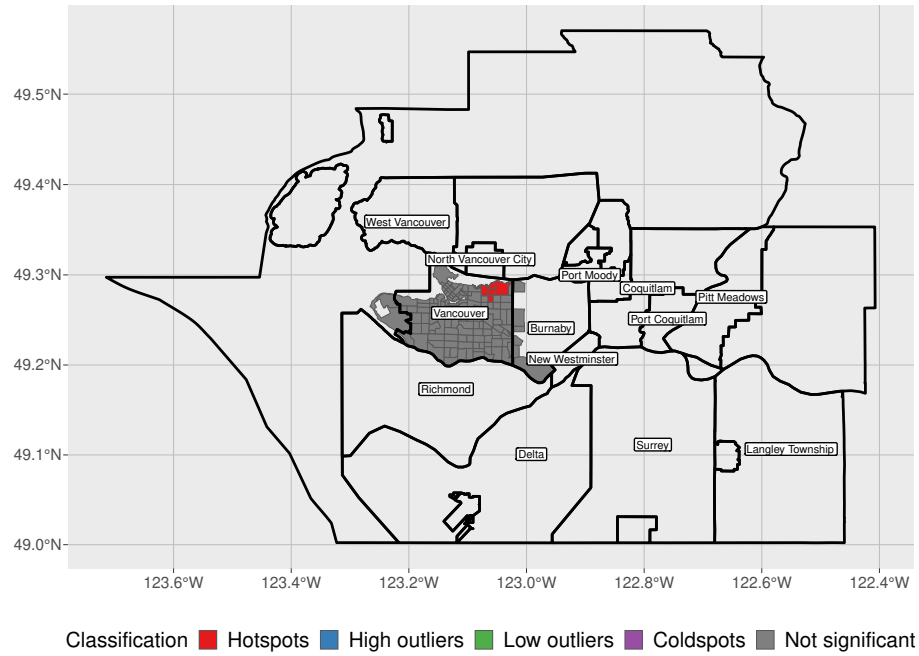 49.5°N
49.4°N
49.3°N
49.2°N
49.1°N
49.0°N
West Vancouver
North Vancouver City
Port Moody
Coquitlam
Pitt Meadows
Vancouver
Port Coquitlam
Burnaby
New Westminster
Richmond
Surrey
Langley Township
Delta
123.6°W 123.4°W 123.2°W 123.0°W 122.8°W 122.6°W 122.4°W
Classification Hotspots High outliers Low outliers Coldspots Not significant